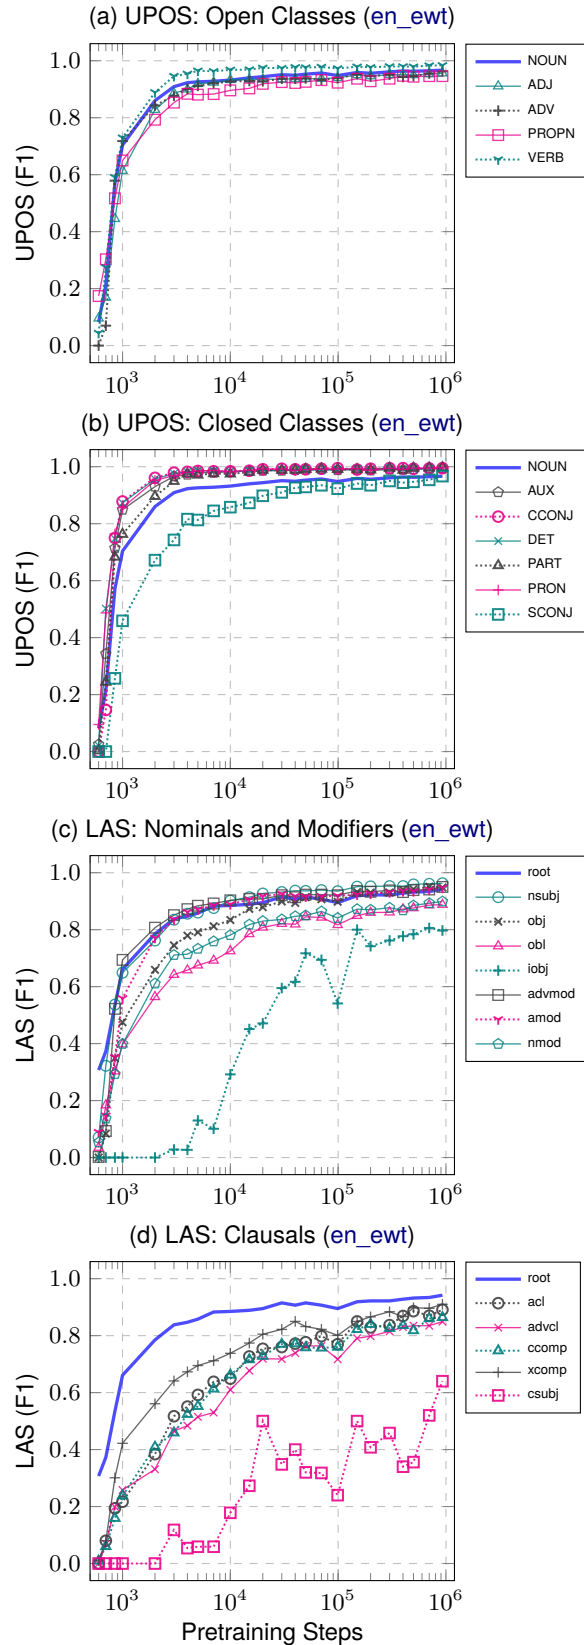 (a) UPOS: Open Classes (en_ewt)
UPOS (F1)
1.0
0.8
0.6
0.4
0.2
0.0
10^3
10^4
10^5
10^6
NOUN
ADJ
ADV
PROPN
VERB
(b) UPOS: Closed Classes (en_ewt)
UPOS (F1)
1.0
0.8
0.6
0.4
0.2
0.0
10^3
10^4
10^5
10^6
NOUN
AUX
CCONJ
DET
PART
PRON
SCONJ
(c) LAS: Nominals and Modifiers (en_ewt)
LAS (F1)
1.0
0.8
0.6
0.4
0.2
0.0
10^3
10^4
10^5
10^6
root
nsubj
obj
obl
iobj
advmod
amod
nmod
(d) LAS: Clausals (en_ewt)
LAS (F1)
1.0
0.8
0.6
0.4
0.2
0.0
10^3
10^4
10^5
10^6
Pretraining Steps
root
acl
advcl
ccomp
xcomp
csubj